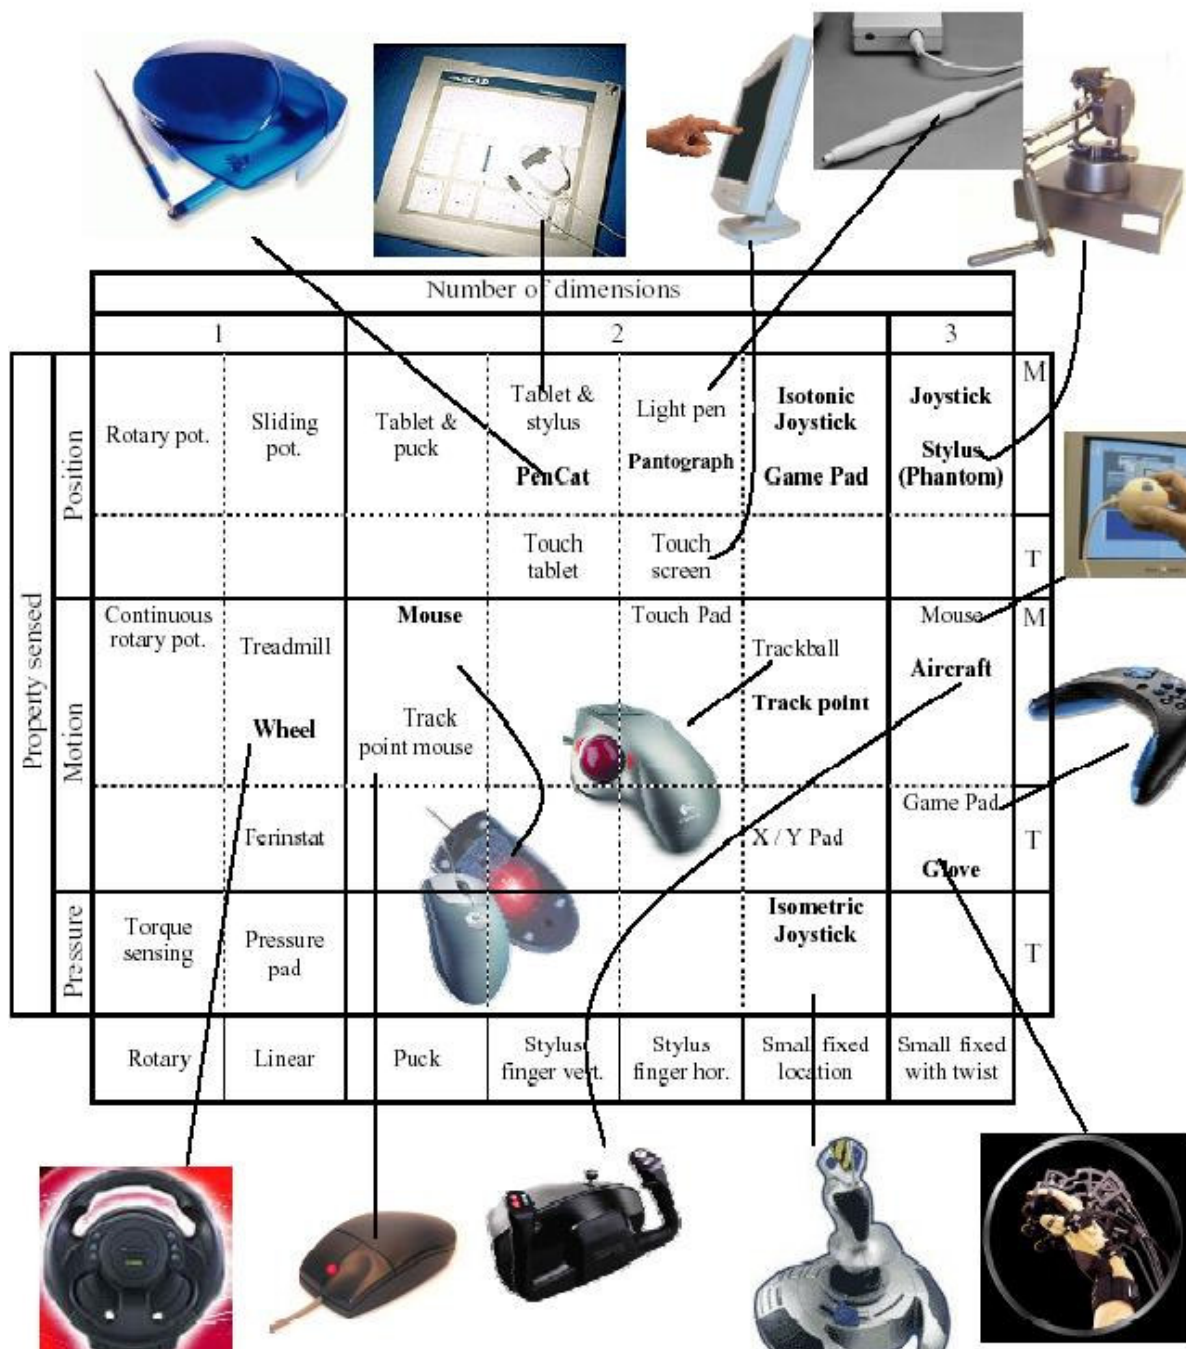 CAD
Number of dimensions
1
2
3
Property sensed
Position
Rotary pot.
Sliding
pot.
Tablet &
puck
Tablet &
stylus
PenCat
Light pen
Pantograph
Isotonic
Joystick
Game Pad
Joystick
Stylus
(Phantom)
M
Touch
tablet
Touch
screen
T
Motion
Continuous
rotary pot.
Treadmill
Wheel
Mouse
Track
point mouse
Touch Pad
Trackball
Track point
Mouse
Aircraft
M
Ferinstat
X / Y Pad
Game Pad
Glove
T
Pressure
Torque
sensing
Pressure
pad
Isometric
Joystick
T
Rotary
Linear
Puck
Stylus
finger vert.
Stylus
finger hor.
Small fixed
location
Small fixed
with twist